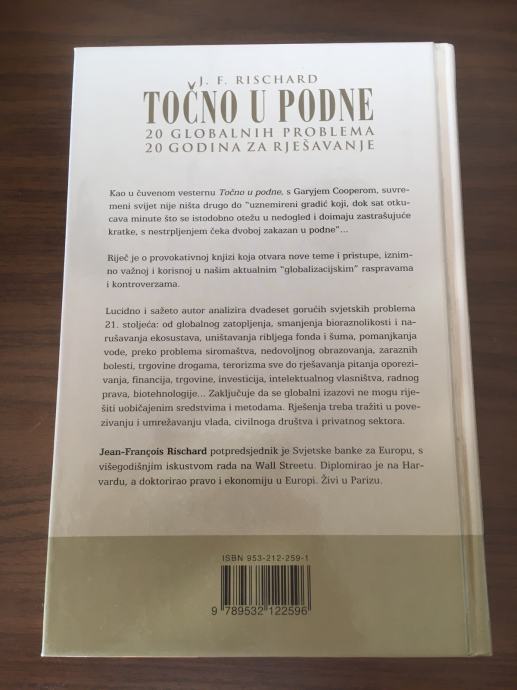 J. F. RISCHARD
TOČNO U PODNE
20 GLOBALNIH PROBLEMA
20 GODINA ZA RJEŠAVANJE
Kao u čuvenom vesternu Točno u podne, s Garyjem Cooperom, suvre-
meni svijet nije ništa drugo do "uznemireni gradić koji, dok sat otku-
cava minute što se istodobno otežu u nedogled i doimaju zastrašujuće
kratke, s nestrpljenjem čeka dvoboj zakazan u podne"...
Riječ je o provokativnoj knjizi koja otvara nove teme i pristupe, iznim-
no važnoj i korisnoj u našim aktualnim "globalizacijskim" raspravama
i kontroverzama.
Lucidno i sažeto autor analizira dvadeset gorućih svjetskih problema
21. stoljeća: od globalnog zatopljenja, smanjenja bioraznolikosti i na-
rušavanja ekosustava, uništavanja ribljega fonda i šuma, pomanjkanja
vode, preko problema siromaštva, nedovoljnog obrazovanja, zaraznih
bolesti, trgovine drogama, terorizma sve do rješavanja pitanja oporezi-
vanja, financija, trgovine, investicija, intelektualnog vlasništva, radnog
prava, biotehnologije... Zaključuje da se globalni izazovi ne mogu rije-
šiti uobičajenim sredstvima i metodama. Rješenja treba tražiti u pove-
zivanju i umrežavanju vlada, civilnoga društva i privatnog sektora.
Jean-François Rischard potpredsjednik je Svjetske banke za Europu, s
višegodišnjim iskustvom rada na Wall Streetu. Diplomirao je na Har-
vardu, a doktorirao pravo i ekonomiju u Europi. Živi u Parizu.
ISBN 953-212-259-1
9 789532 122596